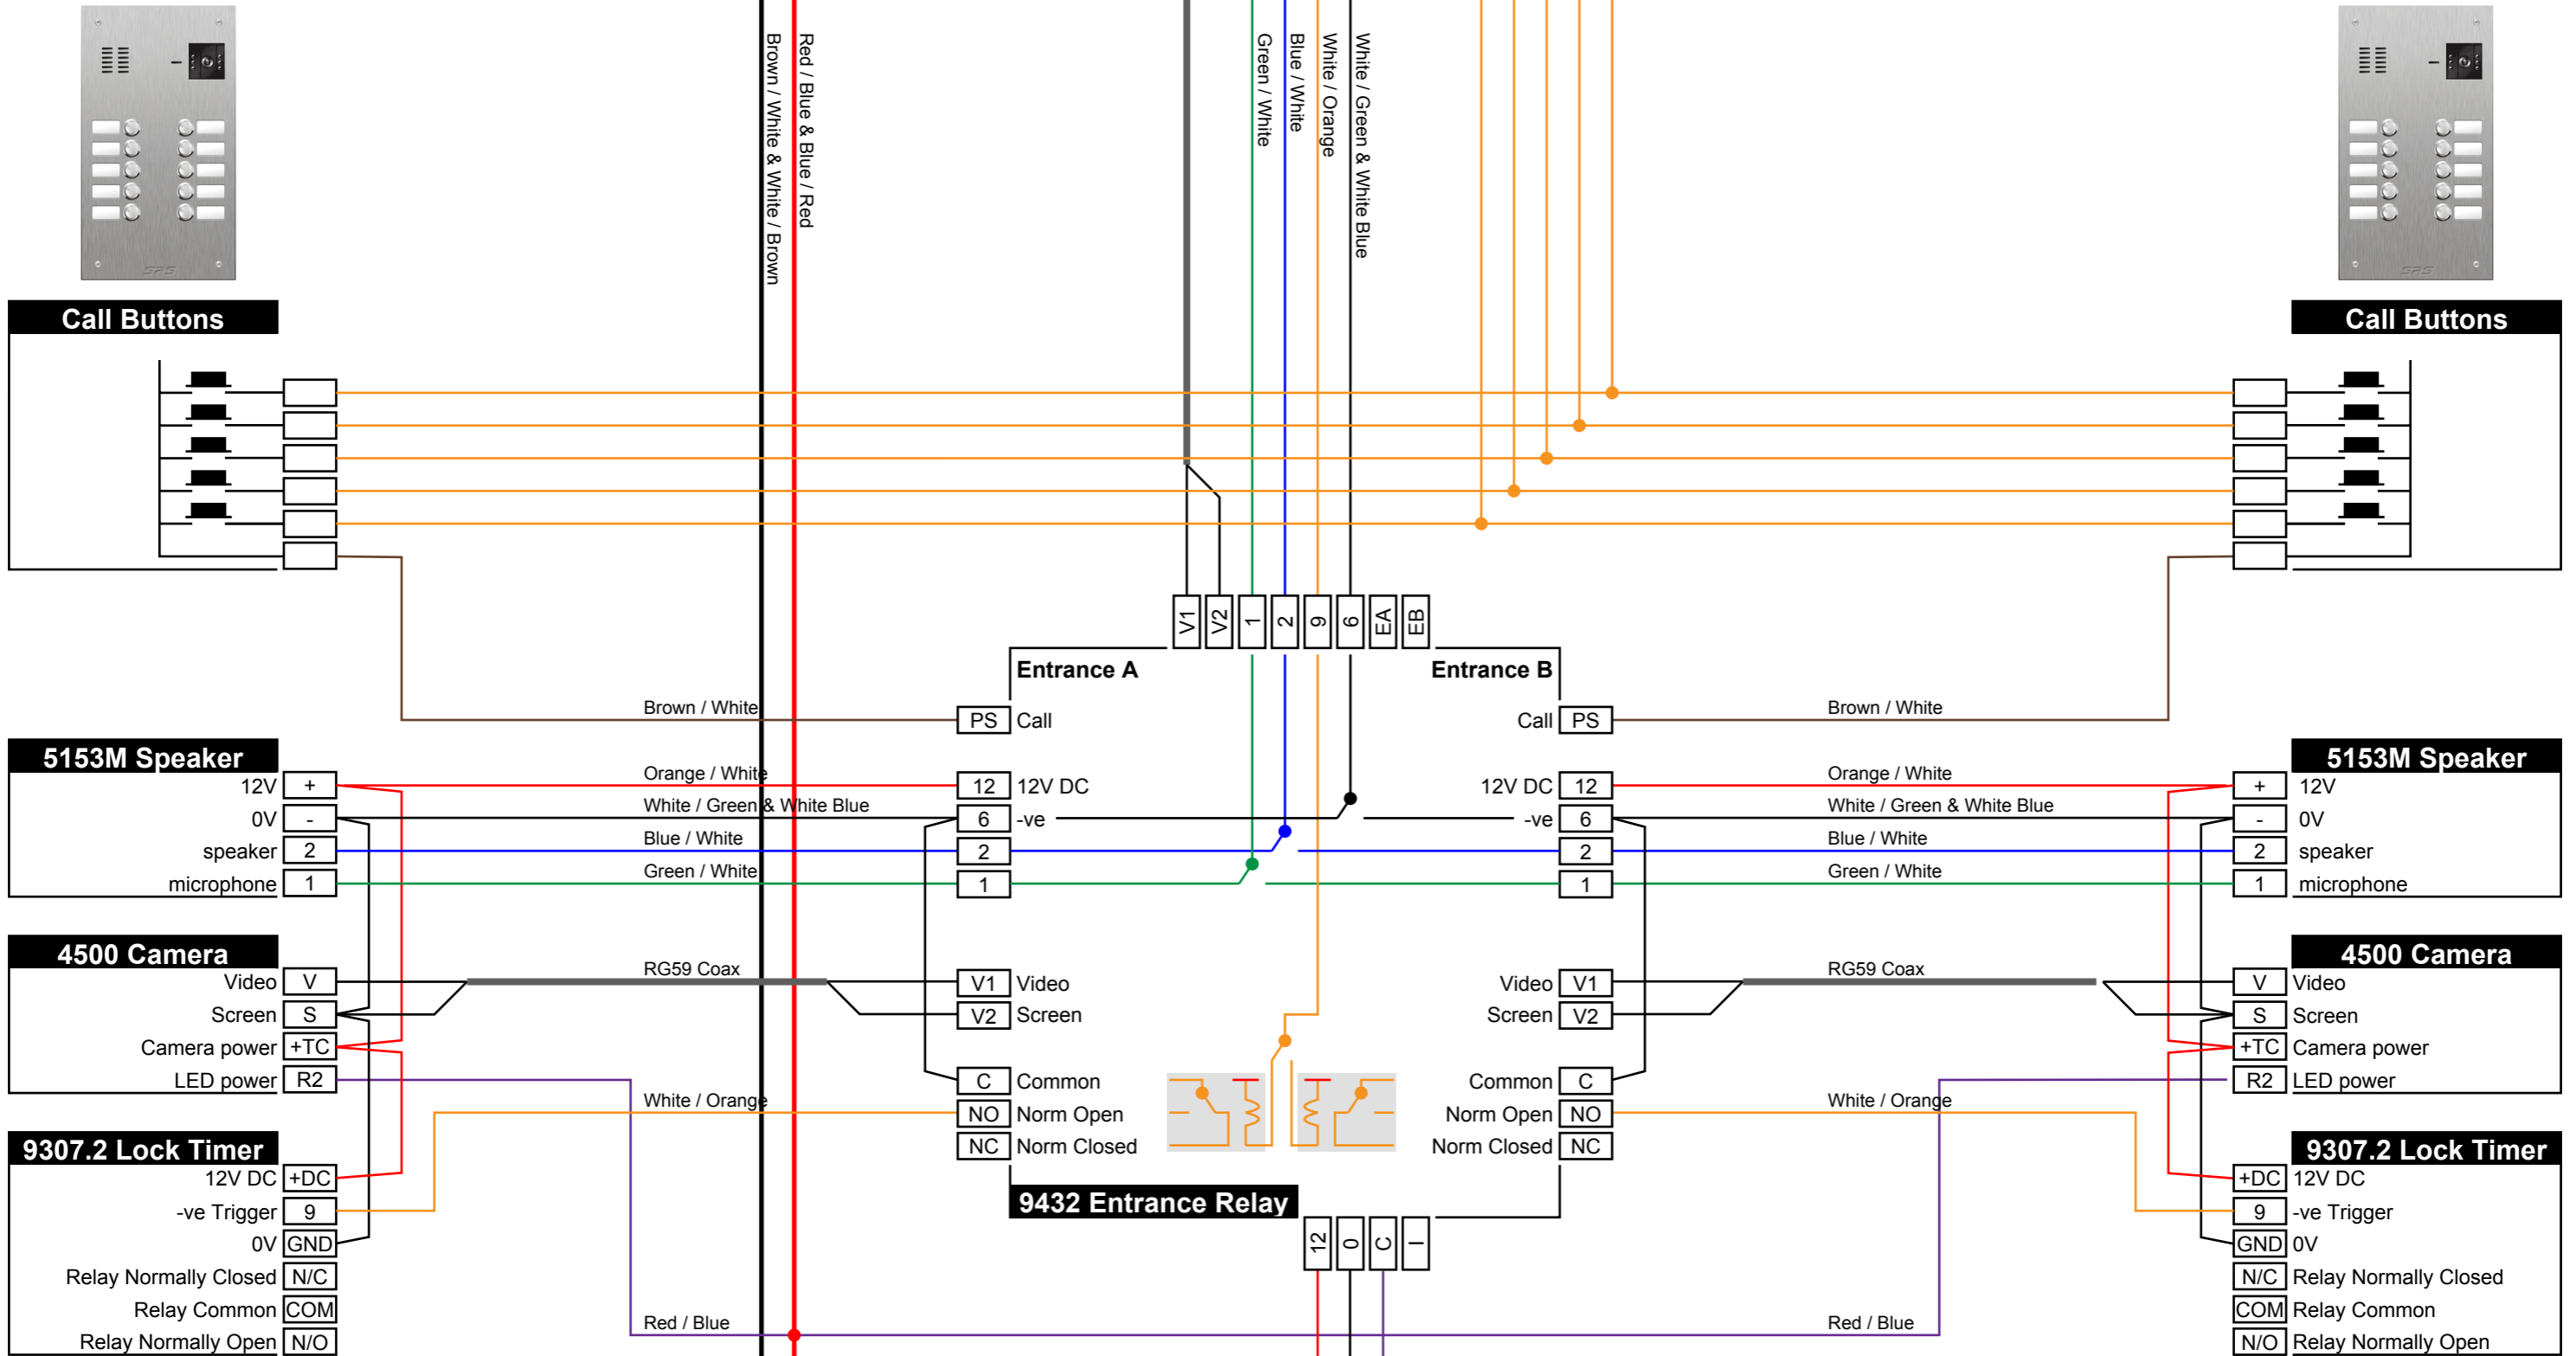 SRS
SRS
Brown / White & White / Brown
Red / Blue & Blue / Red
Green / White
Blue / White
White / Orange
White / Green & White Blue
Call Buttons
Call Buttons
V1
V2
1
2
9
6
EA
EB
Entrance A
Entrance B
Brown / White
PS Call
Call PS
Brown / White
5153M Speaker
12V +
0V -
speaker 2
microphone 1
Orange / White
White / Green & White Blue
Blue / White
Green / White
12 12V DC
6 -ve
2
1
12V DC 12
-ve 6
2
1
Orange / White
White / Green & White Blue
Blue / White
Green / White
5153M Speaker
+ 12V
- 0V
2 speaker
1 microphone
4500 Camera
Video V
Screen S
Camera power +TC
LED power R2
RG59 Coax
V1 Video
V2 Screen
Video V1
Screen V2
RG59 Coax
4500 Camera
V Video
S Screen
+TC Camera power
R2 LED power
White / Orange
C Common
NO Norm Open
NC Norm Closed
Common C
Norm Open NO
Norm Closed NC
White / Orange
9307.2 Lock Timer
12V DC +DC
-ve Trigger 9
0V GND
Relay Normally Closed N/C
Relay Common COM
Relay Normally Open N/O
9432 Entrance Relay
12
0
C
I
Red / Blue
Red / Blue
9307.2 Lock Timer
+DC 12V DC
9 -ve Trigger
GND 0V
N/C Relay Normally Closed
COM Relay Common
N/O Relay Normally Open